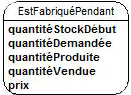 EstFabriquéPendant
quantitéStockDébut
quantitéDemandée
quantitéProduite
quantitéVendue
prix